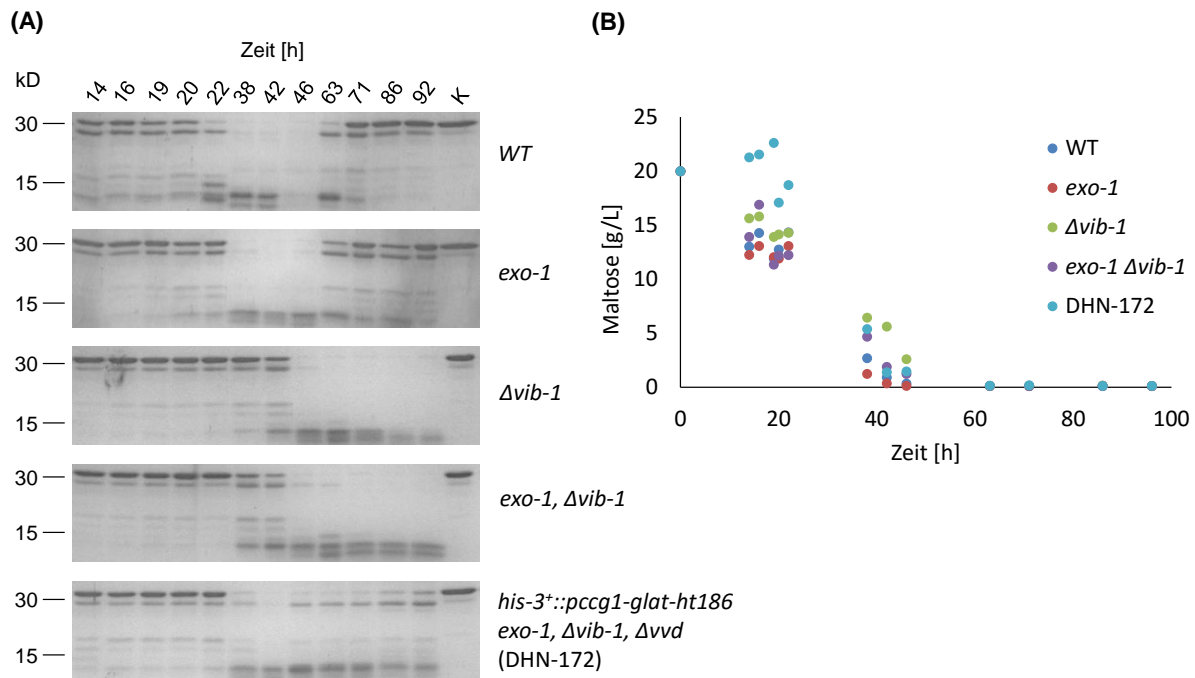 (A)
Zeit [h]
kD
14 16 19 20 22 38 42 46 63 71 86 92 K
30
15
WT
30
15
exo-1
30
15
Δvib-1
30
15
exo-1, Δvib-1
30
15
his-3⁺::pccg1-glat-ht186
exo-1, Δvib-1, Δvvd
(DHN-172)
(B)
Maltose [g/L]
25
20
15
10
5
0
0 20 40 60 80 100
Zeit [h]
WT
exo-1
Δvib-1
exo-1 Δvib-1
DHN-172